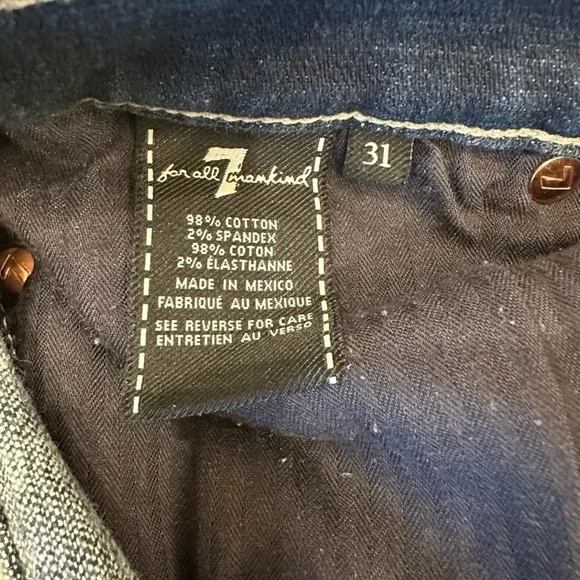 for all 7 mankind
31
98% COTTON
2% SPANDEX
98% COTON
2% ÉLASTHANNE
MADE IN MEXICO
FABRIQUÉ AU MEXIQUE
SEE REVERSE FOR CARE
ENTRETIEN AU VERSO
7